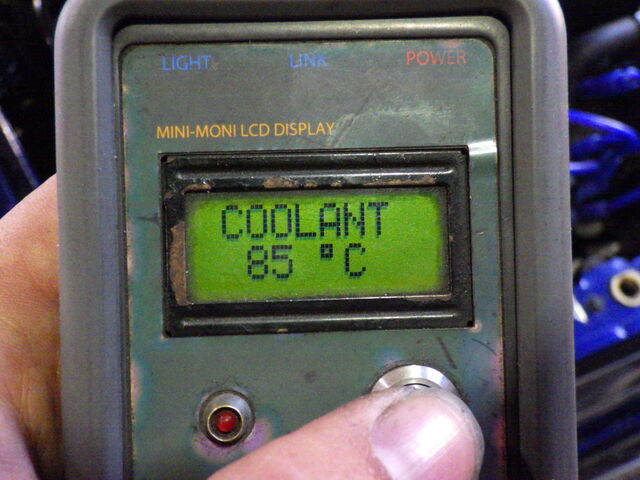 LIGHT LINK POWER
MINI-MONI LCD DISPLAY
COOLANT
85 °C